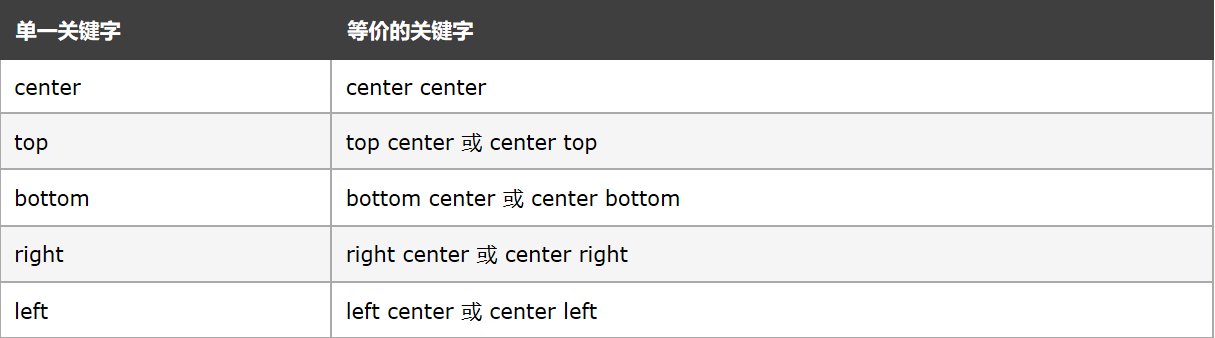 单一关键字 等价的关键字
center center center
top top center 或 center top
bottom bottom center 或 center bottom
right right center 或 center right
left left center 或 center left